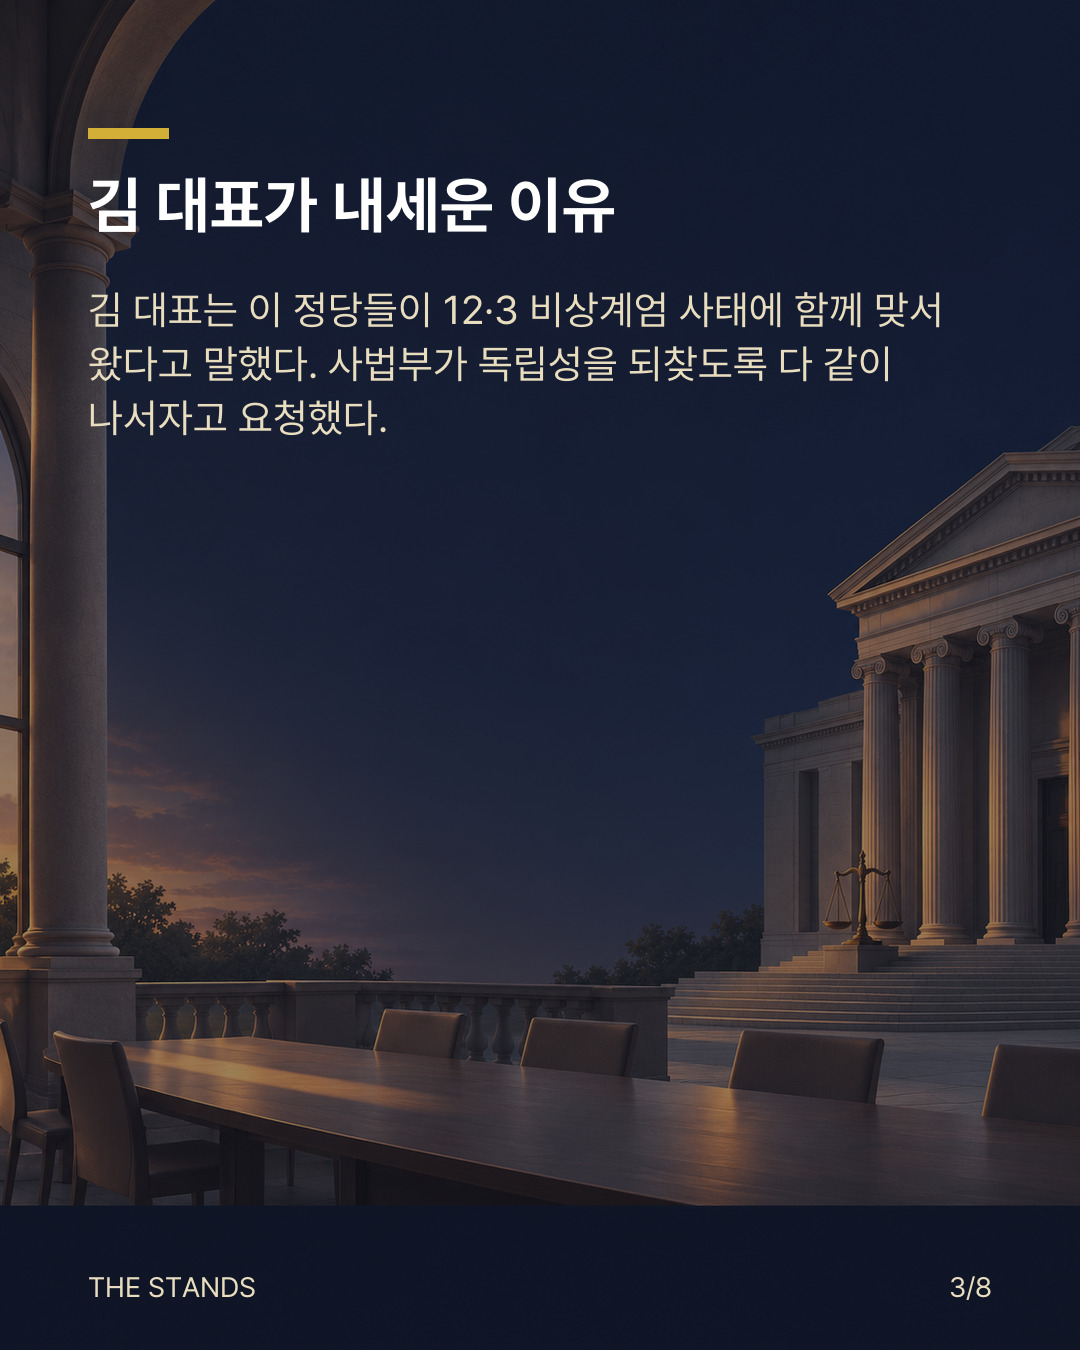 김 대표가 내세운 이유
김 대표는 이 정당들이 12·3 비상계엄 사태에 함께 맞서
왔다고 말했다. 사법부가 독립성을 되찾도록 다 같이
나서자고 요청했다.
THE STANDS
3/8